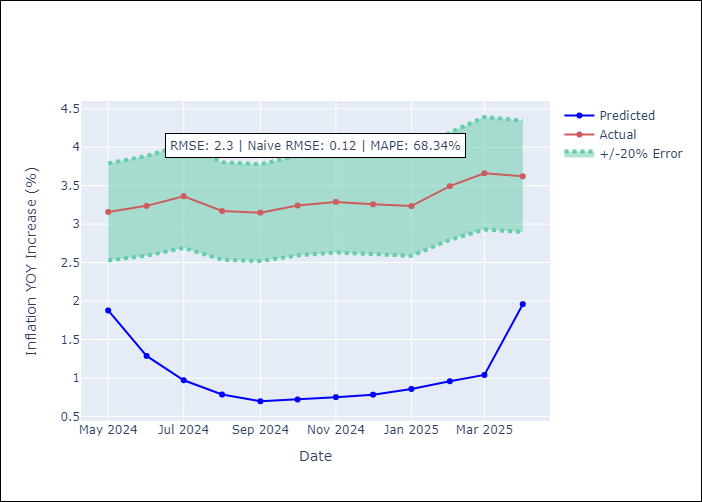 Predicted
Actual
+/-20% Error
RMSE: 2.3 | Naive RMSE: 0.12 | MAPE: 68.34%
4.5
4
3.5
3
2.5
2
1.5
1
0.5
Inflation YOY Increase (%)
May 2024 Jul 2024 Sep 2024 Nov 2024 Jan 2025 Mar 2025
Date